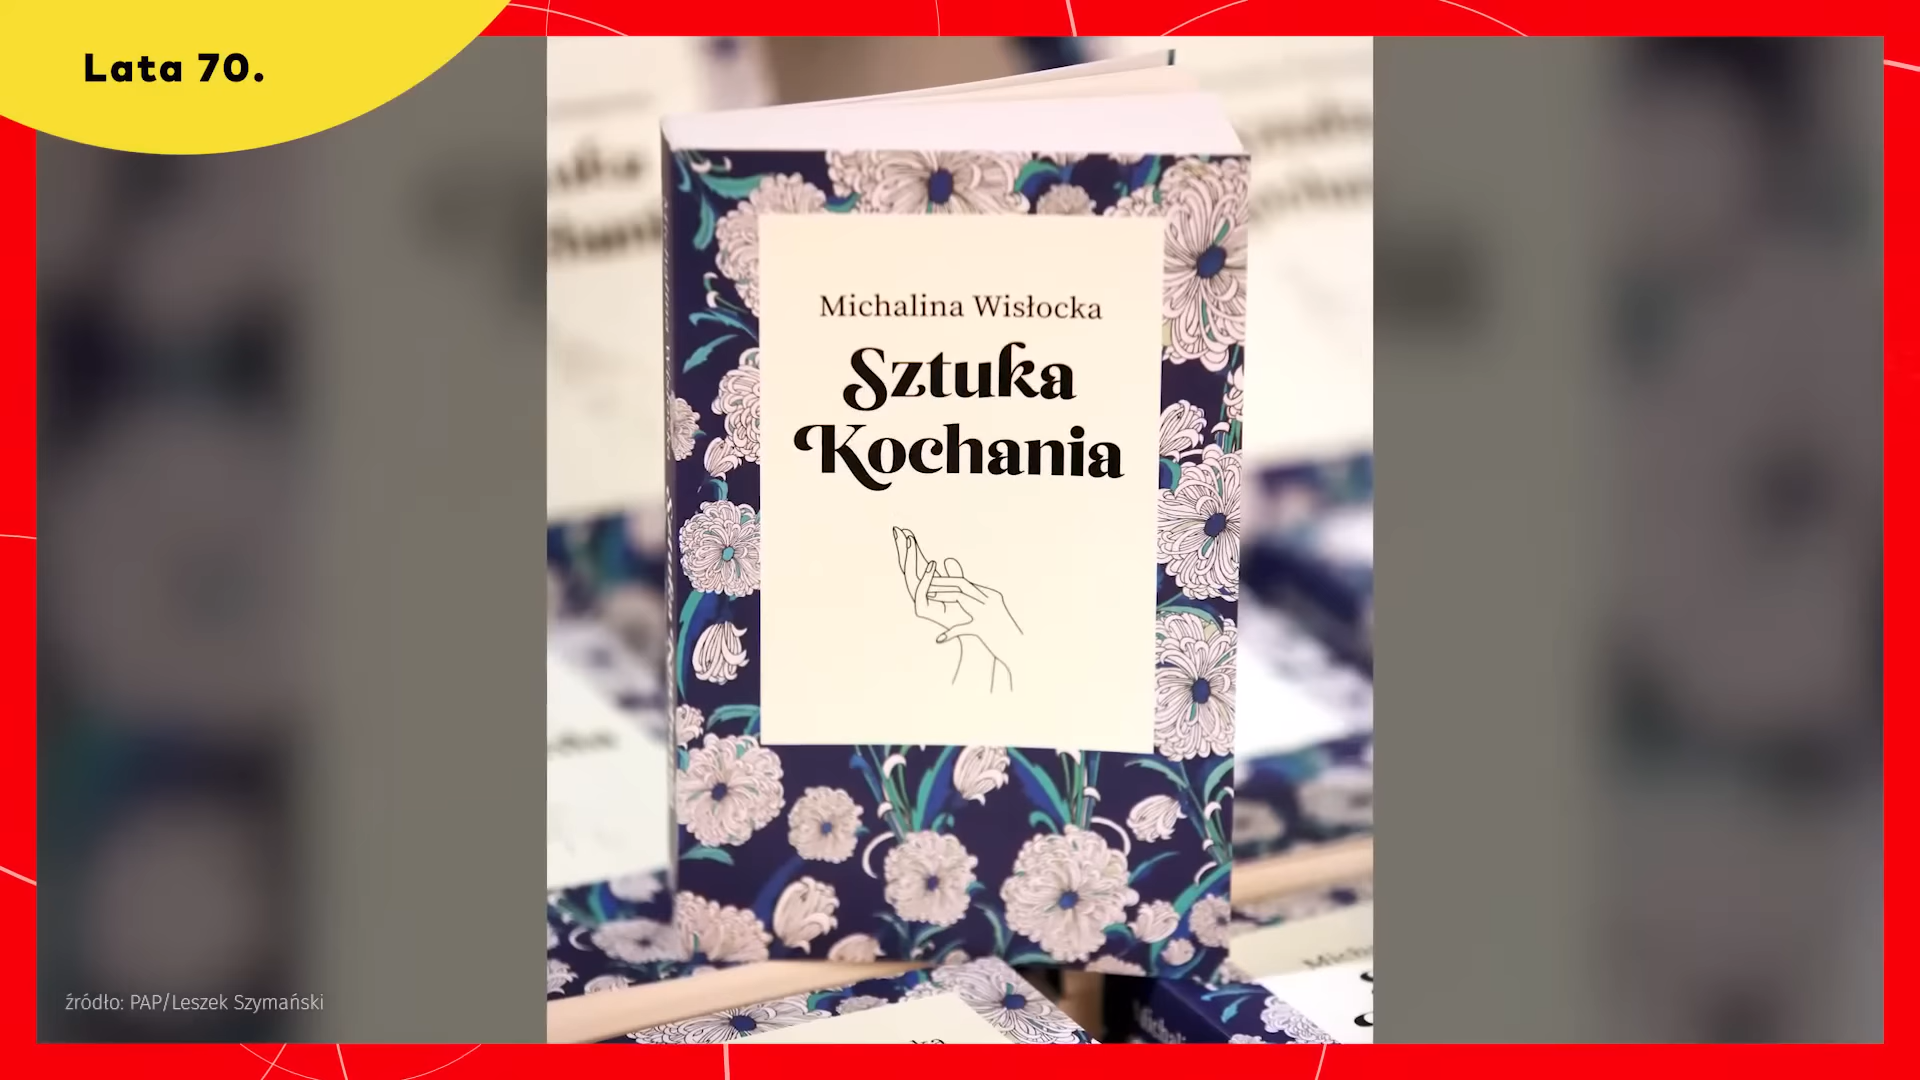 Lata 70.
Michalina Wisłocka
Sztuka
Kochania
źródło: PAP/Leszek Szymański